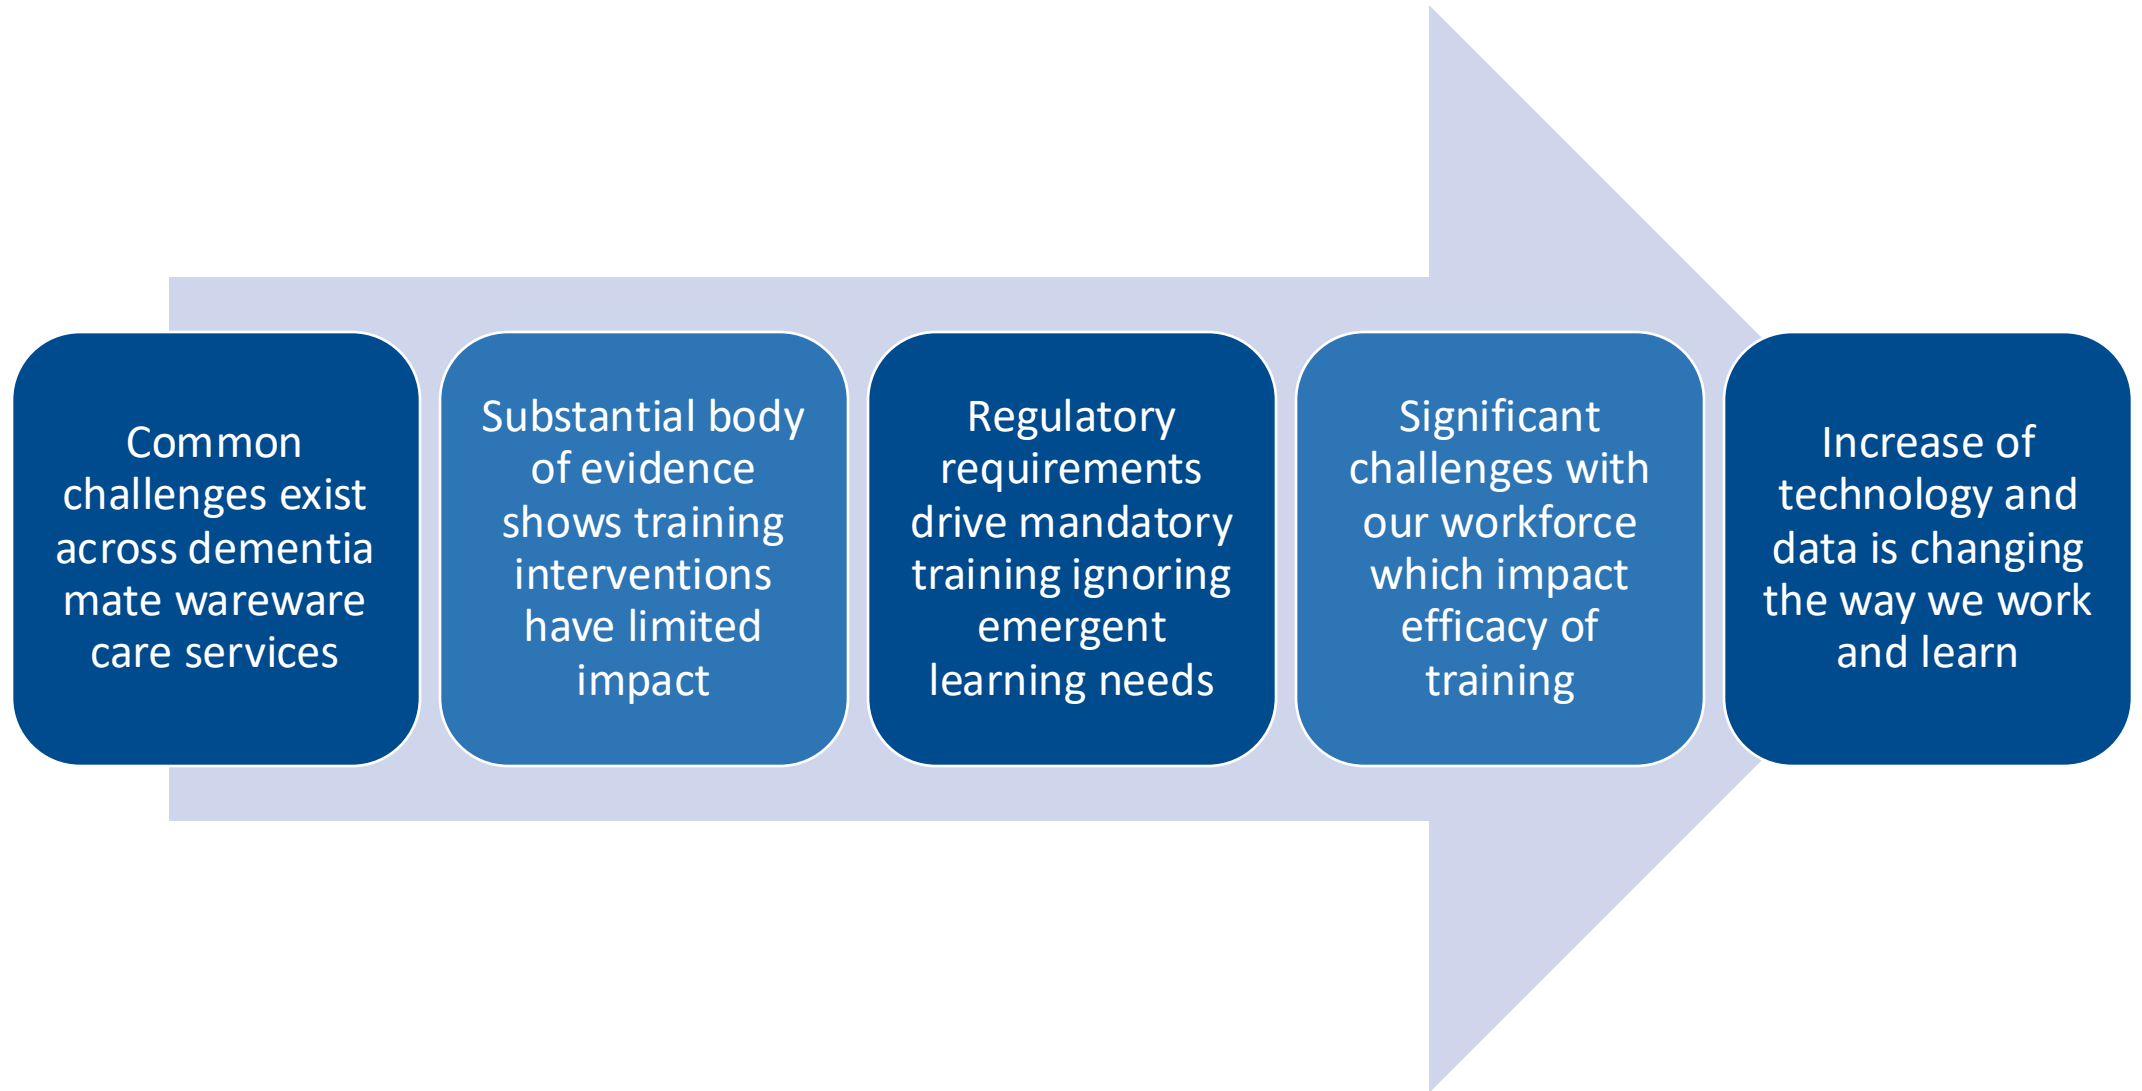 Common
challenges exist
across dementia
mate wareware
care services
Substantial body
of evidence
shows training
interventions
have limited
impact
Regulatory
requirements
drive mandatory
training ignoring
emergent
learning needs
Significant
challenges with
our workforce
which impact
efficacy of
training
Increase of
technology and
data is changing
the way we work
and learn